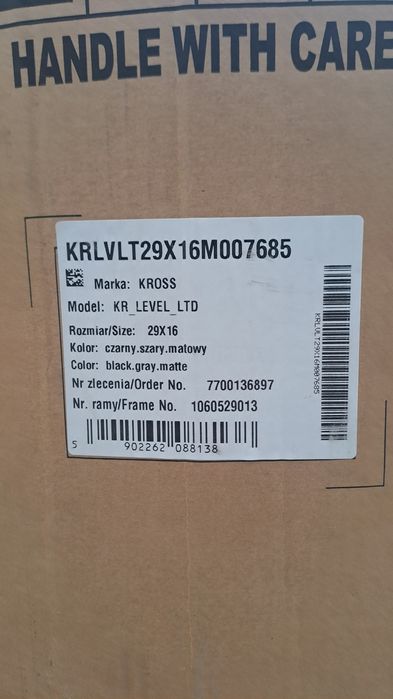 HANDLE WITH CARE
KRLVLT29X16M007685
Marka: KROSS
Model: KR_LEVEL_LTD
Rozmiar/Size: 29X16
Kolor: czarny.szary.matowy
Color: black.gray.matte
Nr zlecenia/Order No. 7700136897
Nr. ramy/Frame No. 1060529013
5 902262 088138
KRLVLT29X16M007685